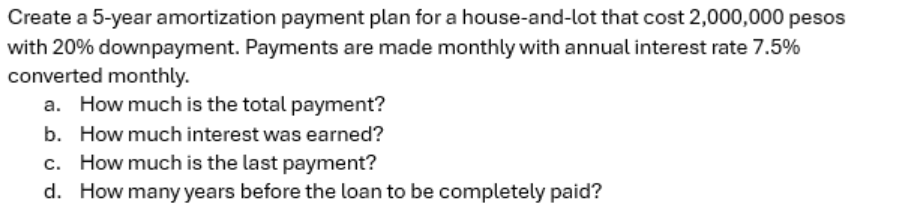 Create a 5-year amortization payment plan for a house-and-lot that cost 2,000,000 pesos
with 20% downpayment. Payments are made monthly with annual interest rate 7.5%
converted monthly.
a. How much is the total payment?
b. How much interest was earned?
c. How much is the last payment?
d. How many years before the loan to be completely paid?